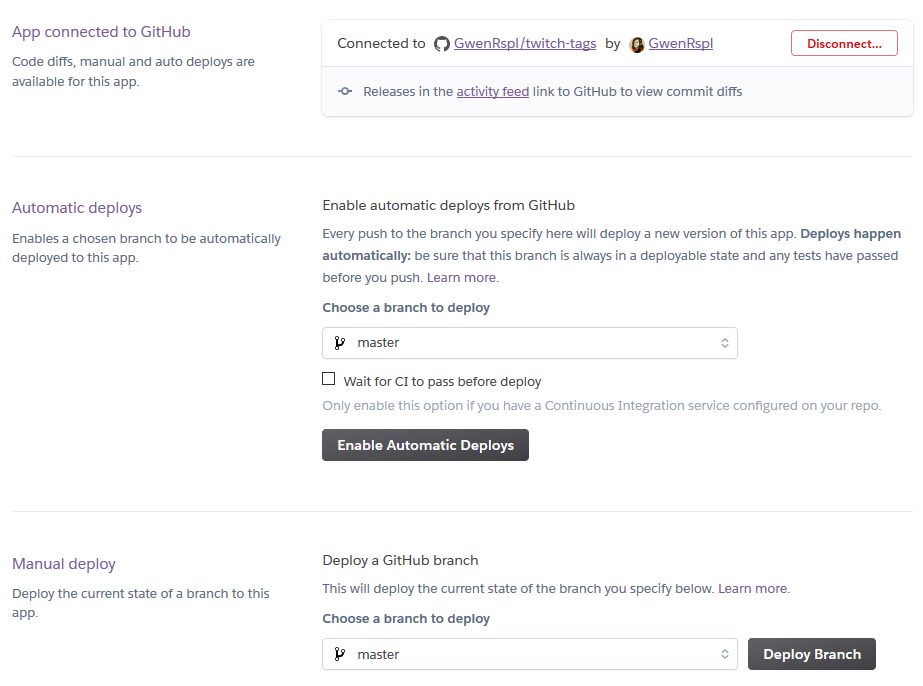 App connected to GitHub
Code diffs, manual and auto deploys are
available for this app.
Connected to GwenRspl/twitch-tags by GwenRspl
Disconnect...
Releases in the activity feed link to GitHub to view commit diffs
Automatic deploys
Enables a chosen branch to be automatically
deployed to this app.
Enable automatic deploys from GitHub
Every push to the branch you specify here will deploy a new version of this app. Deploys happen
automatically: be sure that this branch is always in a deployable state and any tests have passed
before you push. Learn more.
Choose a branch to deploy
master
Wait for CI to pass before deploy
Only enable this option if you have a Continuous Integration service configured on your repo.
Enable Automatic Deploys
Manual deploy
Deploy the current state of a branch to this
app.
Deploy a GitHub branch
This will deploy the current state of the branch you specify below. Learn more.
Choose a branch to deploy
master
Deploy Branch